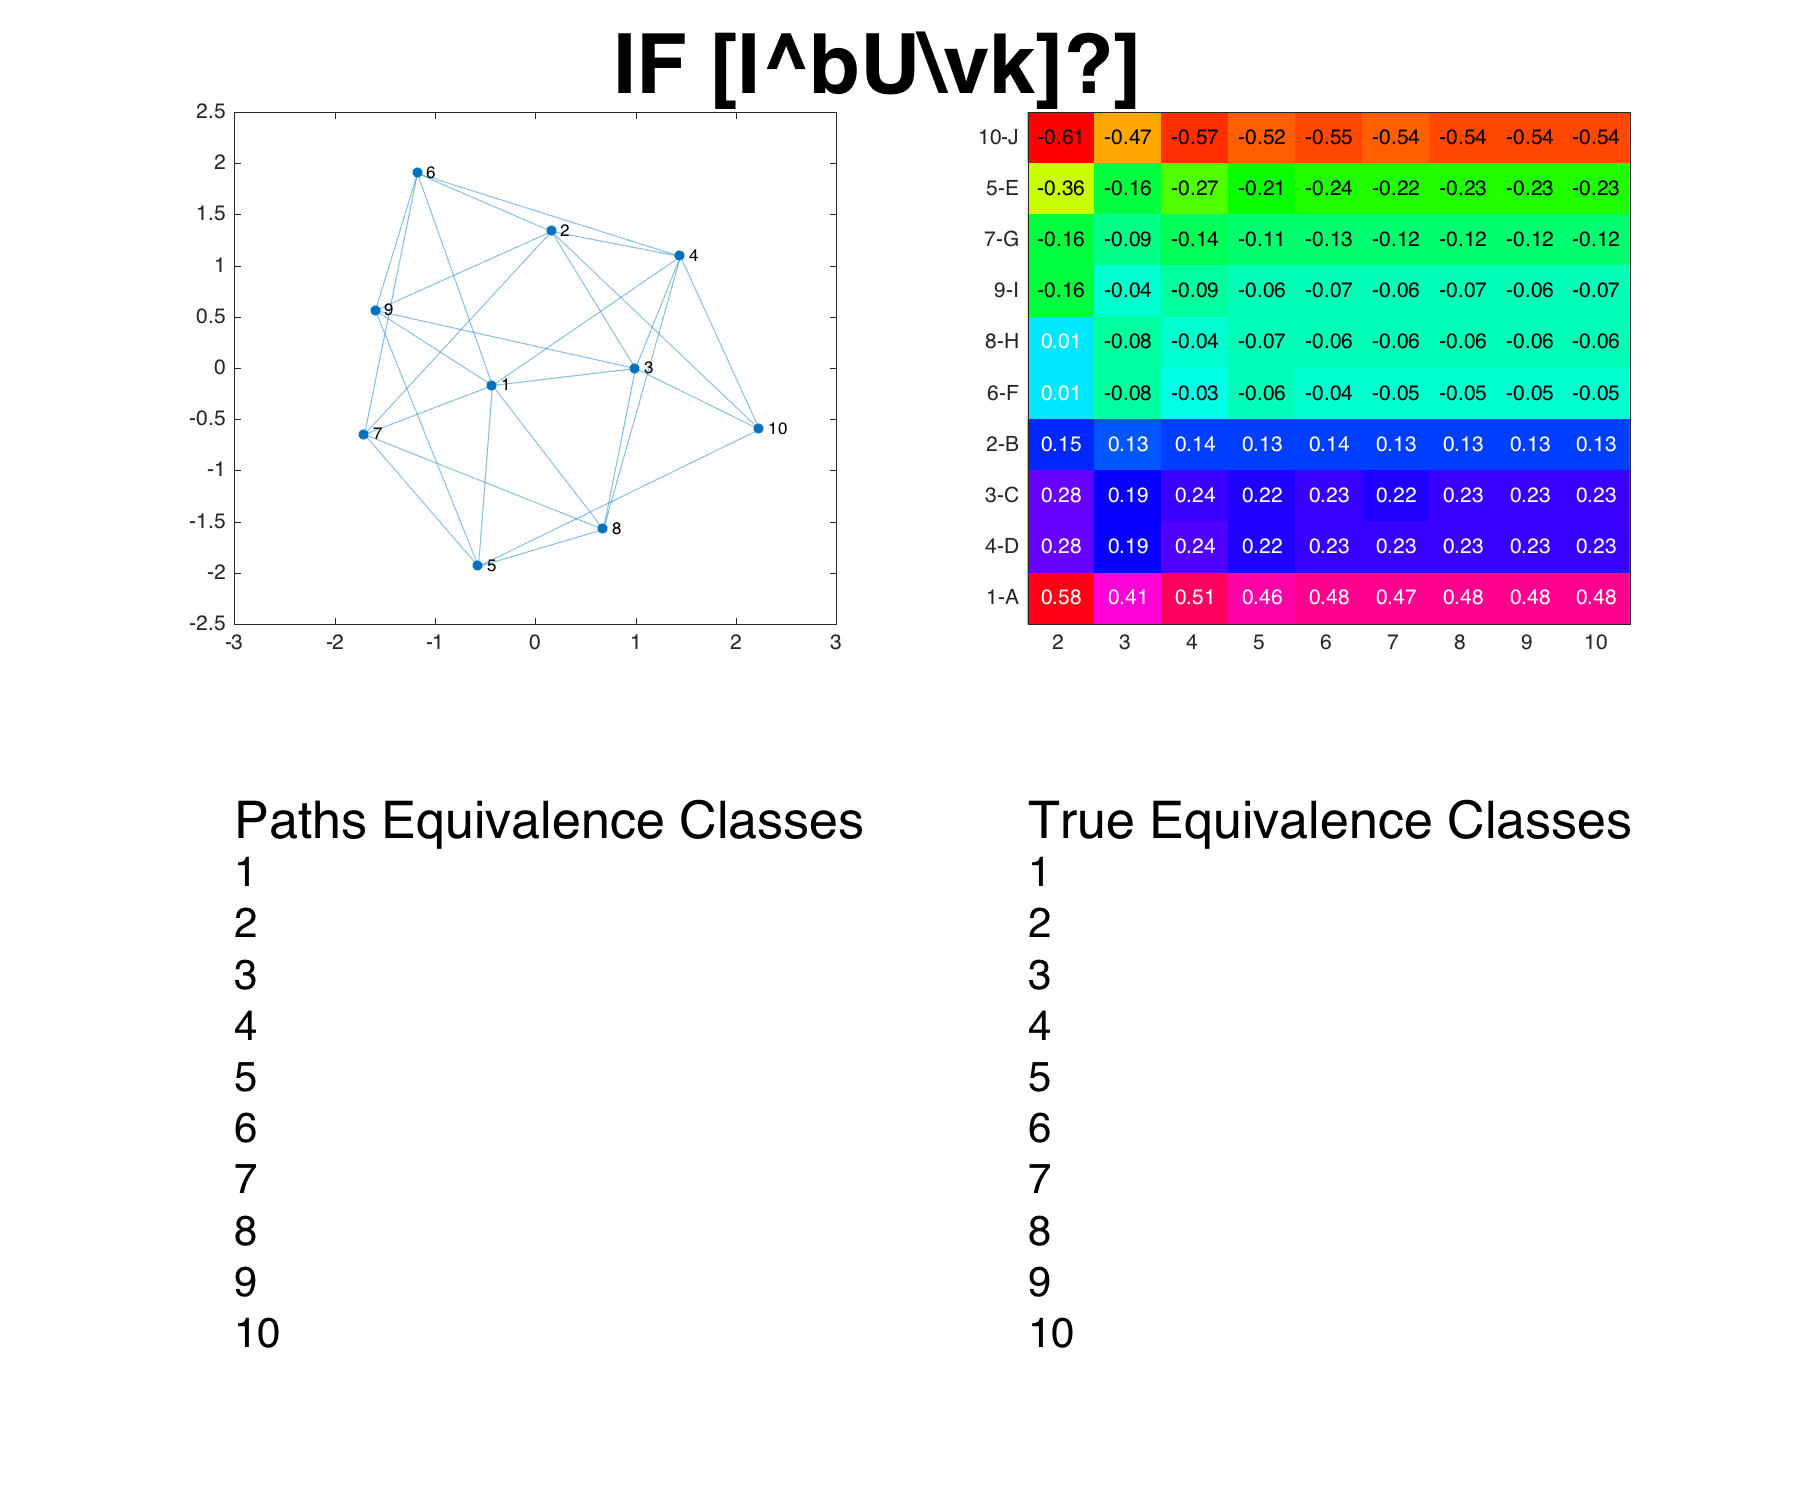 IF [I^bU\vk]?]
2.5
2
1.5
1
0.5
0
-0.5
-1
-1.5
-2
-2.5
-3 -2 -1 0 1 2 3
6
2
4
9
3
1
10
7
8
5
10-J -0.61 -0.47 -0.57 -0.52 -0.55 -0.54 -0.54 -0.54 -0.54
5-E -0.36 -0.16 -0.27 -0.21 -0.24 -0.22 -0.23 -0.23 -0.23
7-G -0.16 -0.09 -0.14 -0.11 -0.13 -0.12 -0.12 -0.12 -0.12
9-I -0.16 -0.04 -0.09 -0.06 -0.07 -0.06 -0.07 -0.06 -0.07
8-H 0.01 -0.08 -0.04 -0.07 -0.06 -0.06 -0.06 -0.06 -0.06
6-F 0.01 -0.08 -0.03 -0.06 -0.04 -0.05 -0.05 -0.05 -0.05
2-B 0.15 0.13 0.14 0.13 0.14 0.13 0.13 0.13 0.13
3-C 0.28 0.19 0.24 0.22 0.23 0.22 0.23 0.23 0.23
4-D 0.28 0.19 0.24 0.22 0.23 0.23 0.23 0.23 0.23
1-A 0.58 0.41 0.51 0.46 0.48 0.47 0.48 0.48 0.48
2 3 4 5 6 7 8 9 10
Paths Equivalence Classes
1
2
3
4
5
6
7
8
9
10
True Equivalence Classes
1
2
3
4
5
6
7
8
9
10